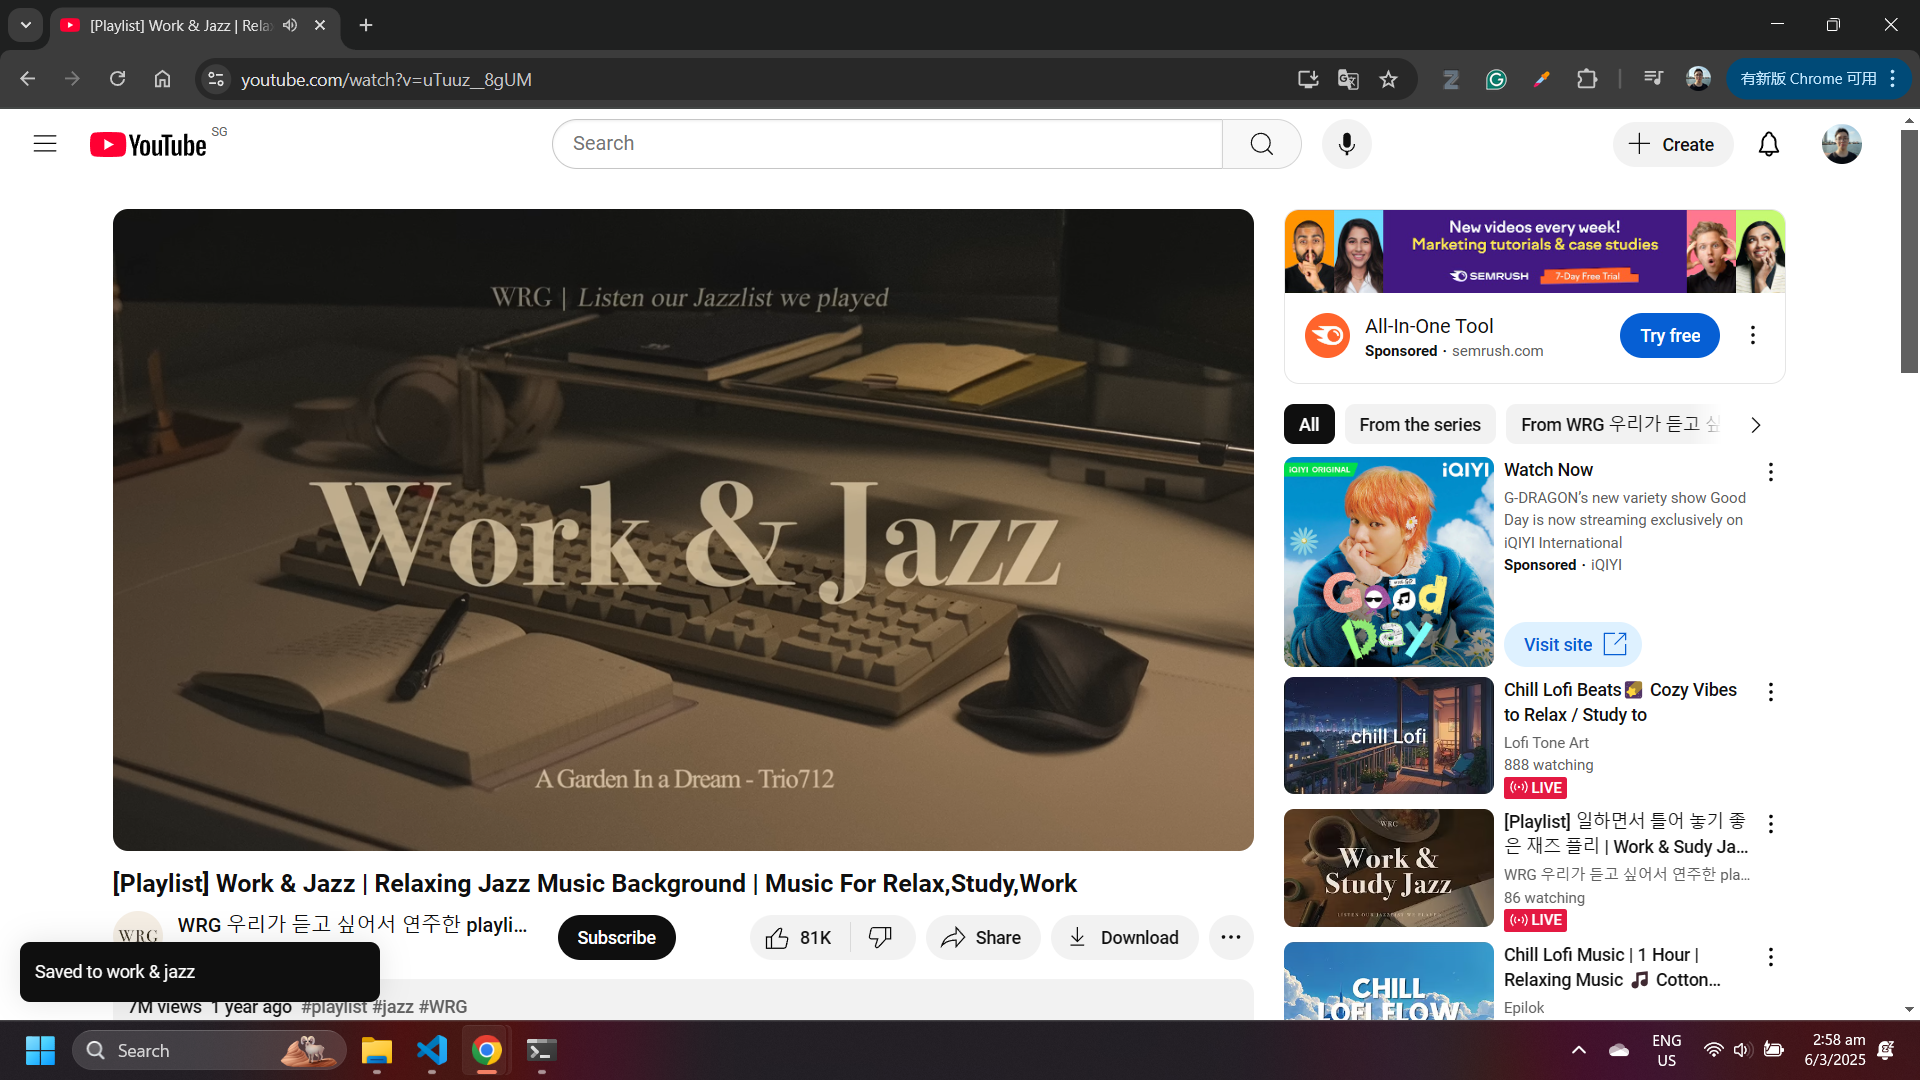 [Playlist] Work & Jazz | Rela
youtube.com/watch?v=uTuuz__8gUM
有新版 Chrome 可用
YouTube
SG
Search
Create
WRG | Listen our Jazzlist we played
Work & Jazz
A Garden In a Dream - Trio712
[Playlist] Work & Jazz | Relaxing Jazz Music Background | Music For Relax,Study,Work
WRG
WRG 우리가 듣고 싶어서 연주한 playli...
Subscribe
81K
Share
Download
7M views 1 year ago #playlist #jazz #WRG
Saved to work & jazz
New videos every week!
Marketing tutorials & case studies
SEMRUSH
7-Day Free Trial
All-In-One Tool
Sponsored · semrush.com
Try free
All
From the series
From WRG 우리가 듣고 싶
iQIYI ORIGINAL
iQIYI
Good Day
Watch Now
G-DRAGON's new variety show Good
Day is now streaming exclusively on
iQIYI International
Sponsored · iQIYI
Visit site
chill Lofi
Chill Lofi Beats🌠 Cozy Vibes
to Relax / Study to
Lofi Tone Art
888 watching
LIVE
WRG
Work &
Study Jazz
LISTEN OUR JAZZLIST WE PLAYED
[Playlist] 일하면서 틀어 놓기 좋
은 재즈 플리 | Work & Sudy Ja...
WRG 우리가 듣고 싶어서 연주한 pla...
86 watching
LIVE
CHILL
LOFI FLOW
Chill Lofi Music | 1 Hour |
Relaxing Music 🎵 Cotton...
Epilok
Search
ENG
US
2:58 am
6/3/2025